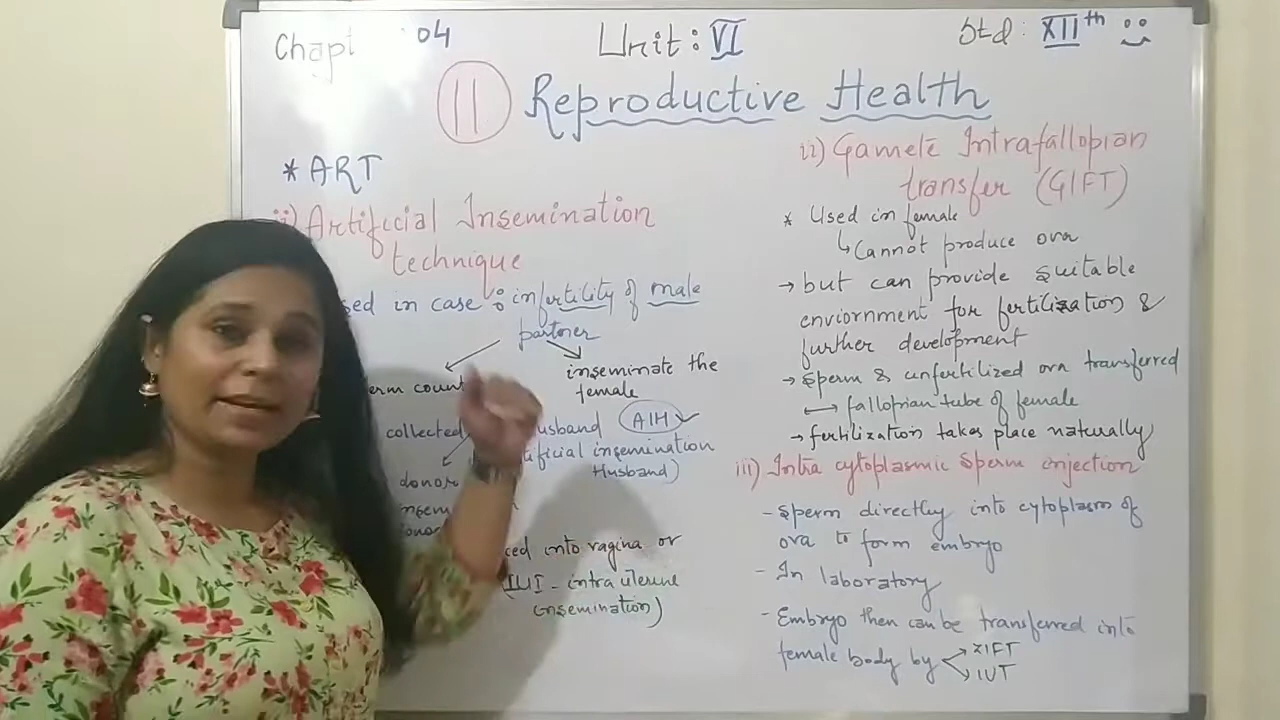 Chapt 04
Unit: VI
Std: XIIth
11 Reproductive Health
*ART
ii) Artificial Insemination
technique
sed in case : infertility of male
partner
erm count
inseminate the
female
collected
usband AIH
tificial insemination
Husband)
donor
insem
ced into vagina or
(IUI - intra uterine
insemination)
ii) Gamete Intrafallopian
transfer (GIFT)
* Used in female
Cannot produce ova
→ but can provide suitable
enviornment for fertilization &
further development
→ Sperm & unfertilized ova transferred
fallopian tube of female
→ fertilization takes place naturally
iii) Intra cytoplasmic Sperm injection
- Sperm directly into cytoplasm of
ova to form embryo
- In laboratory
- Embryo then can be transferred into
female body by ZIFT
IUT